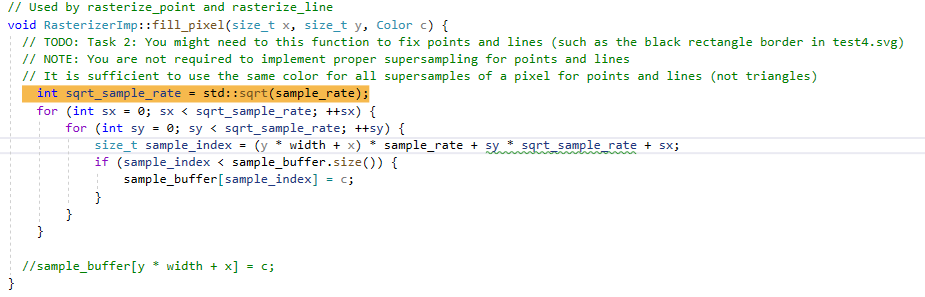 // Used by rasterize_point and rasterize_line
void RasterizerImp::fill_pixel(size_t x, size_t y, Color c) {
  // TODO: Task 2: You might need to this function to fix points and lines (such as the black rectangle border in test4.svg)
  // NOTE: You are not required to implement proper supersampling for points and lines
  // It is sufficient to use the same color for all supersamples of a pixel for points and lines (not triangles)
    int sqrt_sample_rate = std::sqrt(sample_rate);
    for (int sx = 0; sx < sqrt_sample_rate; ++sx) {
        for (int sy = 0; sy < sqrt_sample_rate; ++sy) {
            size_t sample_index = (y * width + x) * sample_rate + sy * sqrt_sample_rate + sx;
            if (sample_index < sample_buffer.size()) {
                sample_buffer[sample_index] = c;
            }
        }
    }
  //sample_buffer[y * width + x] = c;
}